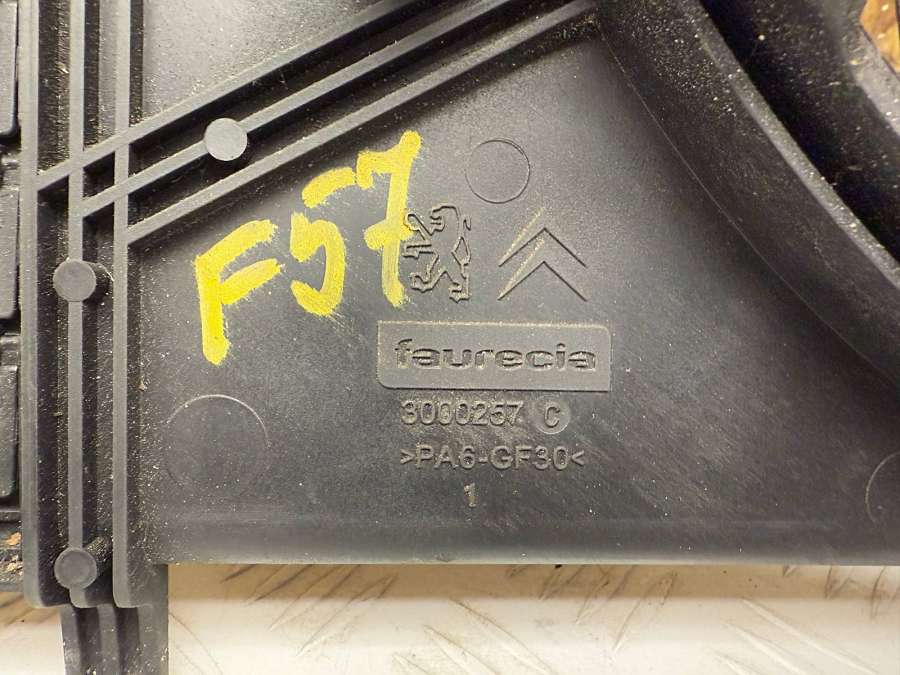 F57
faurecia
3000257 C
>PA6-GF30<
1